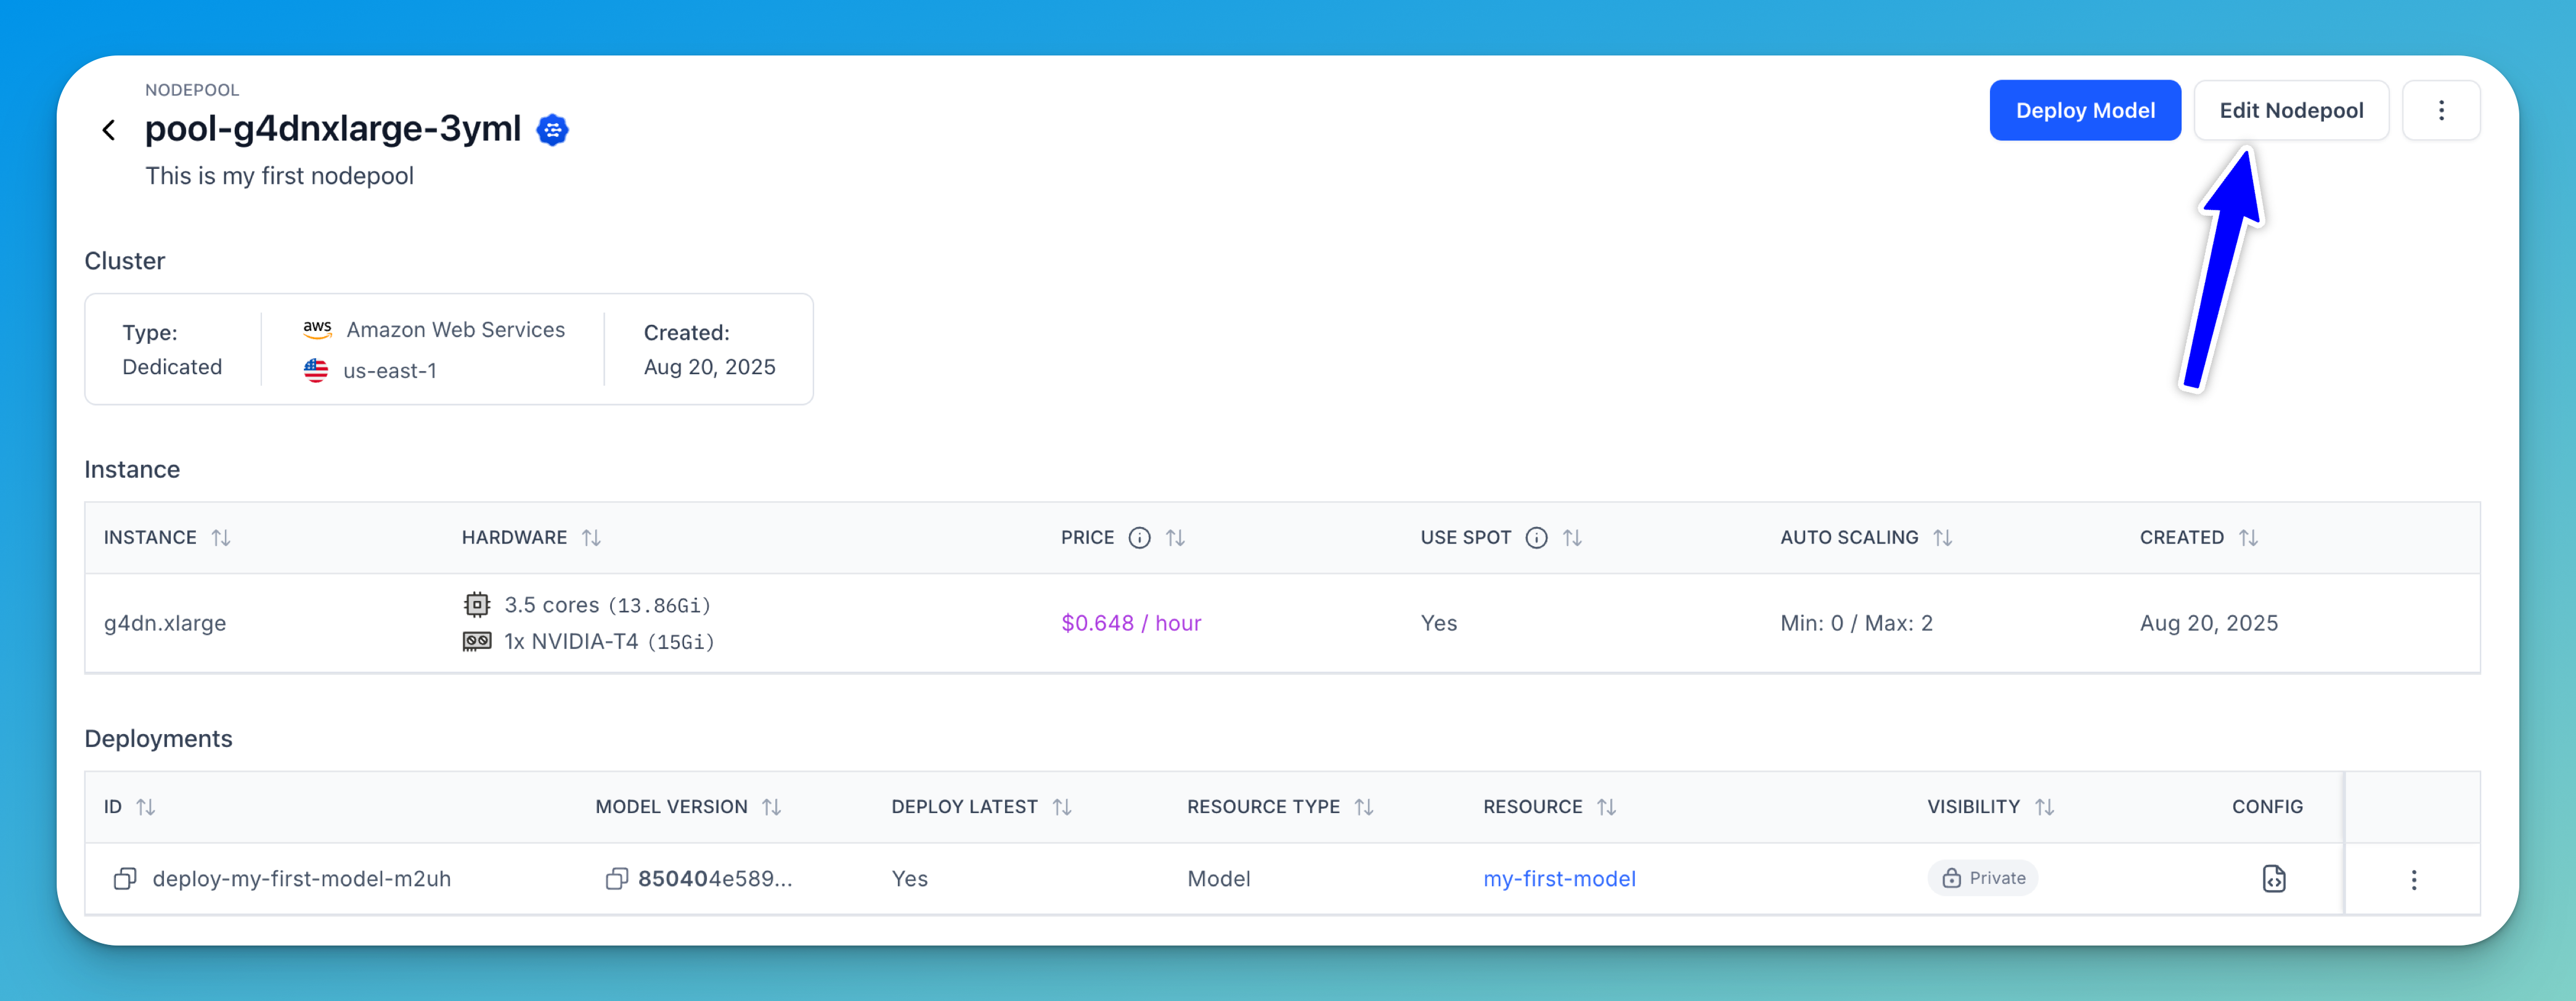 NODEPOOL
pool-g4dnxlarge-3yml
This is my first nodepool
Deploy Model
Edit Nodepool
Cluster
Type:
Dedicated
aws Amazon Web Services
us-east-1
Created:
Aug 20, 2025
Instance
INSTANCE HARDWARE PRICE USE SPOT AUTO SCALING CREATED
g4dn.xlarge
3.5 cores (13.86Gi)
1x NVIDIA-T4 (15Gi)
$0.648 / hour
Yes
Min: 0 / Max: 2
Aug 20, 2025
Deployments
ID MODEL VERSION DEPLOY LATEST RESOURCE TYPE RESOURCE VISIBILITY CONFIG
deploy-my-first-model-m2uh 850404e589... Yes Model my-first-model Private